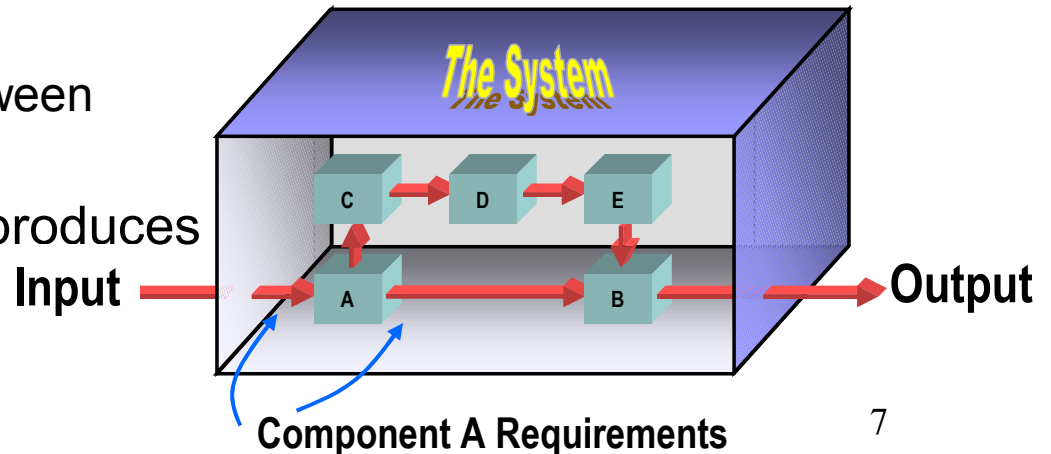 The System
ween
C D E
produces
Input A B Output
Component A Requirements
7